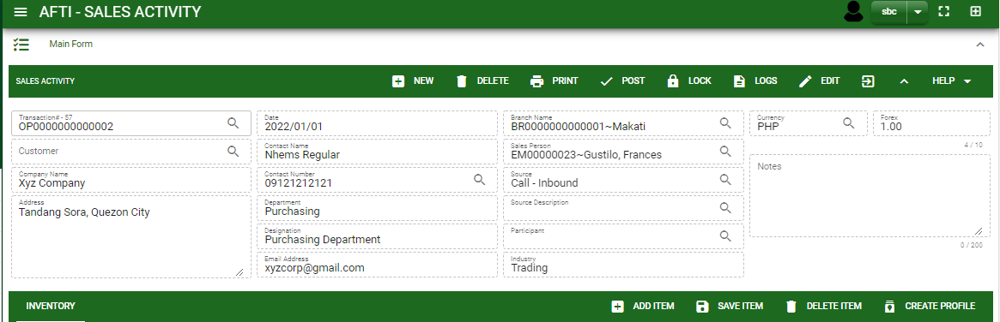 AFTI - SALES ACTIVITY
sbc
Main Form
SALES ACTIVITY
NEW
DELETE
PRINT
POST
LOCK
LOGS
EDIT
HELP
Transaction# - 57
OP0000000000002
Date
2022/01/01
Branch Name
BR0000000000001~Makati
Currency
PHP
Forex
1.00
4 / 10
Customer
Contact Name
Nhems Regular
Sales Person
EM00000023~Gustilo, Frances
Notes
0 / 200
Company Name
Xyz Company
Contact Number
09121212121
Source
Call - Inbound
Address
Tandang Sora, Quezon City
Department
Purchasing
Source Description
Designation
Purchasing Department
Participant
Email Address
xyzcorp@gmail.com
Industry
Trading
INVENTORY
ADD ITEM
SAVE ITEM
DELETE ITEM
CREATE PROFILE